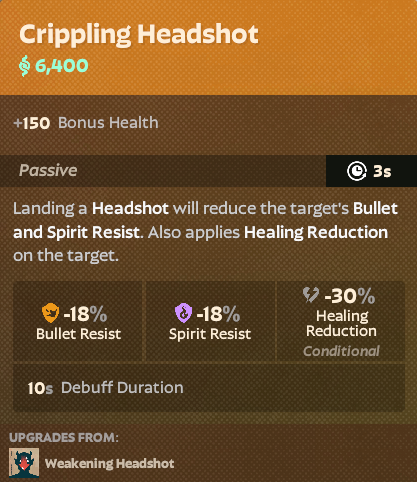 Crippling Headshot
6,400
+150 Bonus Health
Passive
3s
Landing a Headshot will reduce the target's Bullet
and Spirit Resist. Also applies Healing Reduction
on the target.
-18%
Bullet Resist
-18%
Spirit Resist
-30%
Healing
Reduction
Conditional
10s Debuff Duration
UPGRADES FROM:
Weakening Headshot